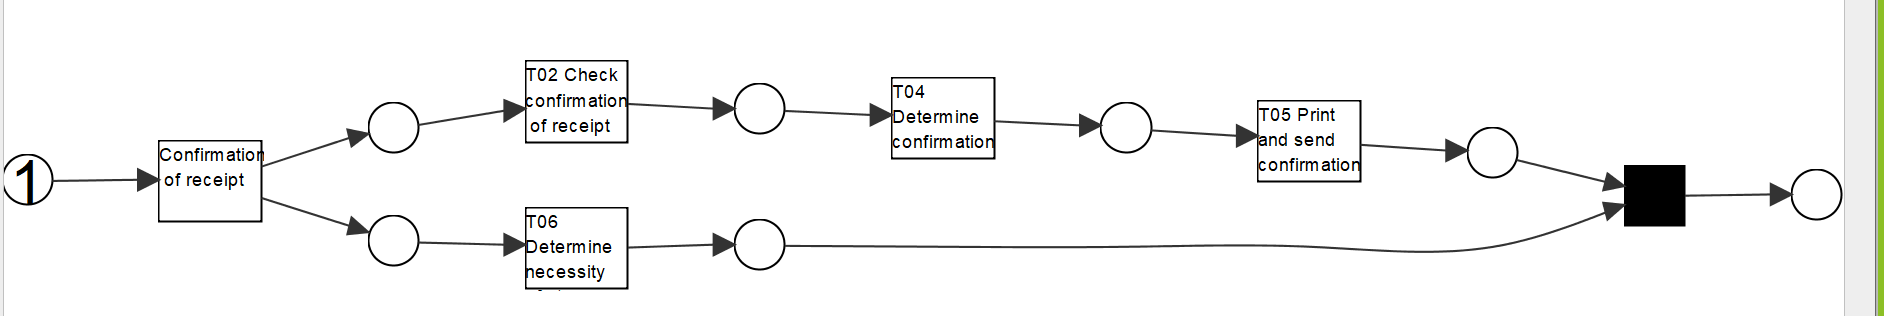 1
Confirmation
of receipt
T02 Check
confirmation
of receipt
T06
Determine
necessity
T04
Determine
confirmation
T05 Print
and send
confirmation